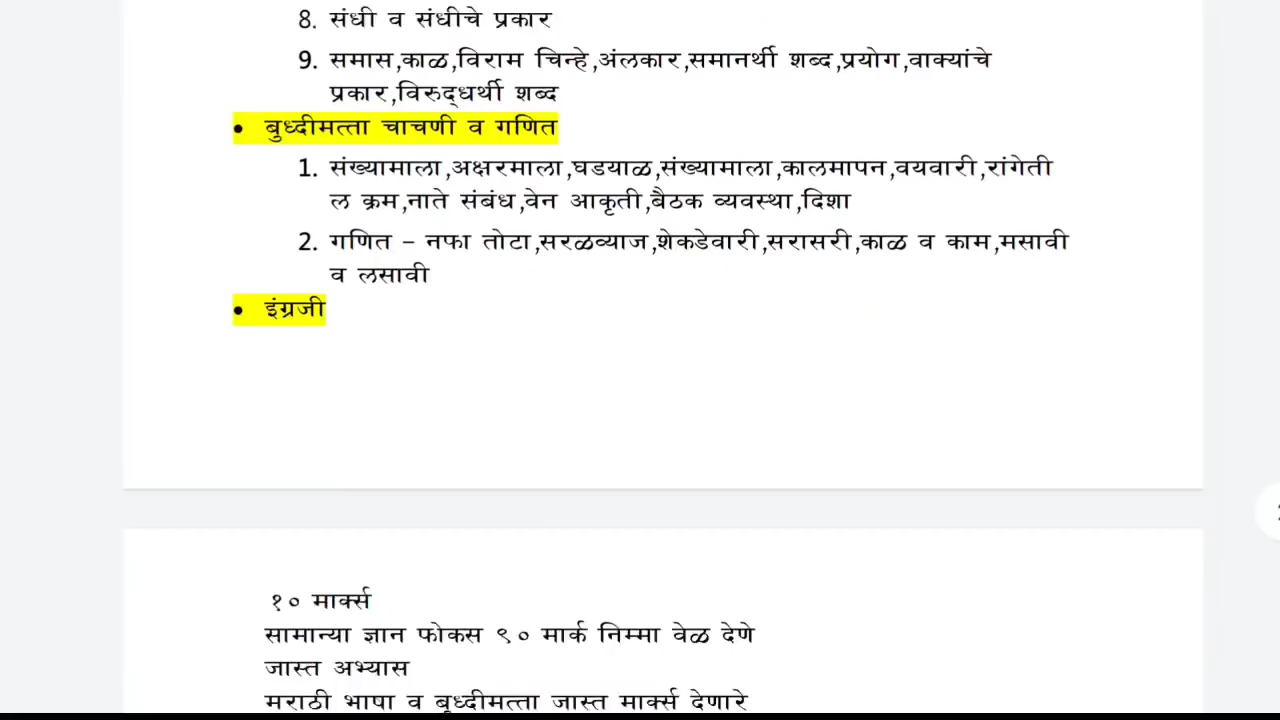 8. संधी व संधीचे प्रकार
9. समास,काळ,विराम चिन्हे,अंलकार,समानर्थी शब्द,प्रयोग,वाक्यांचे
प्रकार,विरुद्धर्थी शब्द
• बुध्दीमत्ता चाचणी व गणित
1. संख्यामाला,अक्षरमाला,घडयाळ,संख्यामाला,कालमापन,वयवारी,रांगेती
ल क्रम,नाते संबंध,वेन आकृती,बैठक व्यवस्था,दिशा
2. गणित – नफा तोटा,सरळव्याज,शेकडेवारी,सरासरी,काळ व काम,मसावी
व लसावी
• इंग्रजी
१० मार्क्स
सामान्या ज्ञान फोकस ९० मार्क निम्मा वेळ देणे
जास्त अभ्यास
मराठी भाषा व बुध्दीमत्ता जास्त मार्क्स देणारे